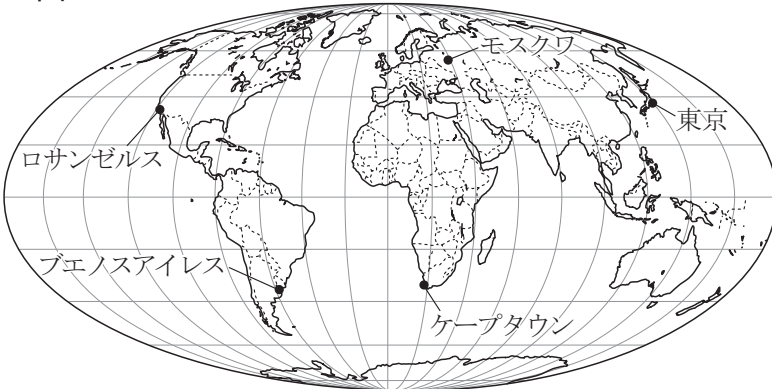 モスクワ
東京
ロサンゼルス
ブエノスアイレス
ケープタウン